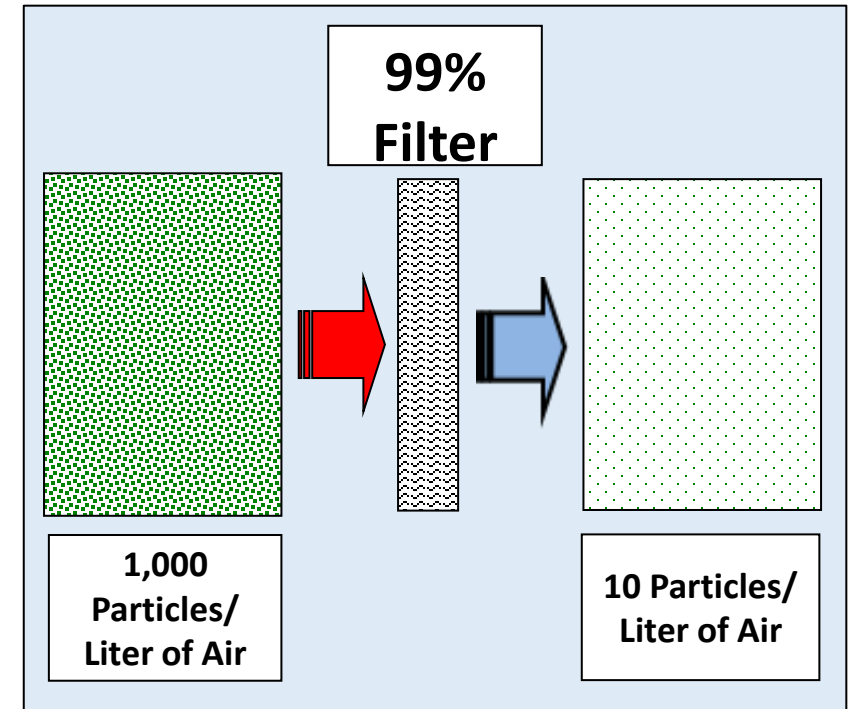 99%
Filter
1,000
Particles/
Liter of Air
10 Particles/
Liter of Air